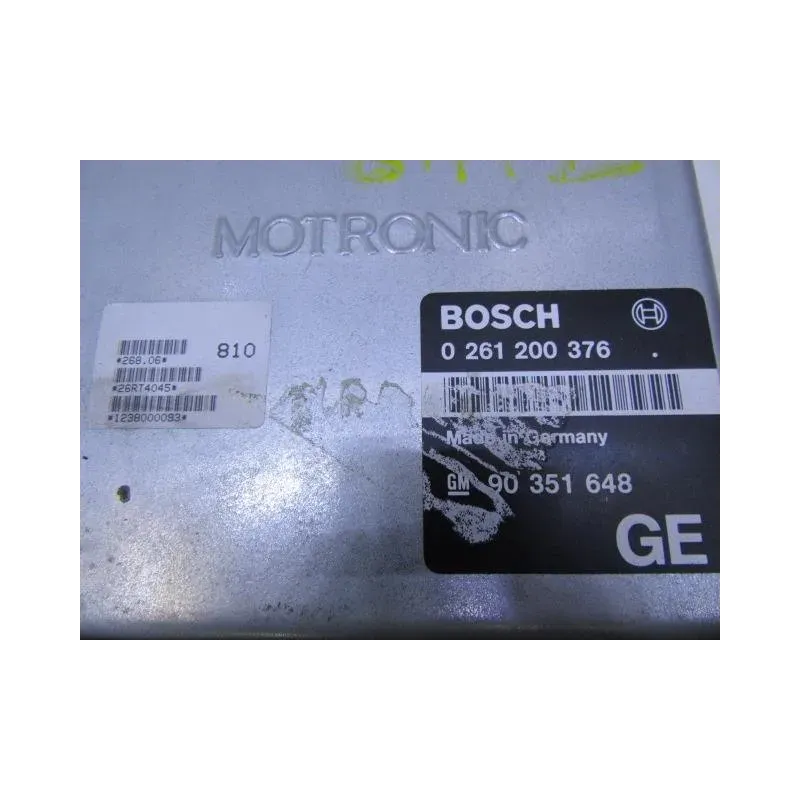 MOTRONIC
810
*268.06*
*26RT4045*
*1238000093*
BOSCH
0 261 200 376 .
Made in Germany
GM 90 351 648
GE